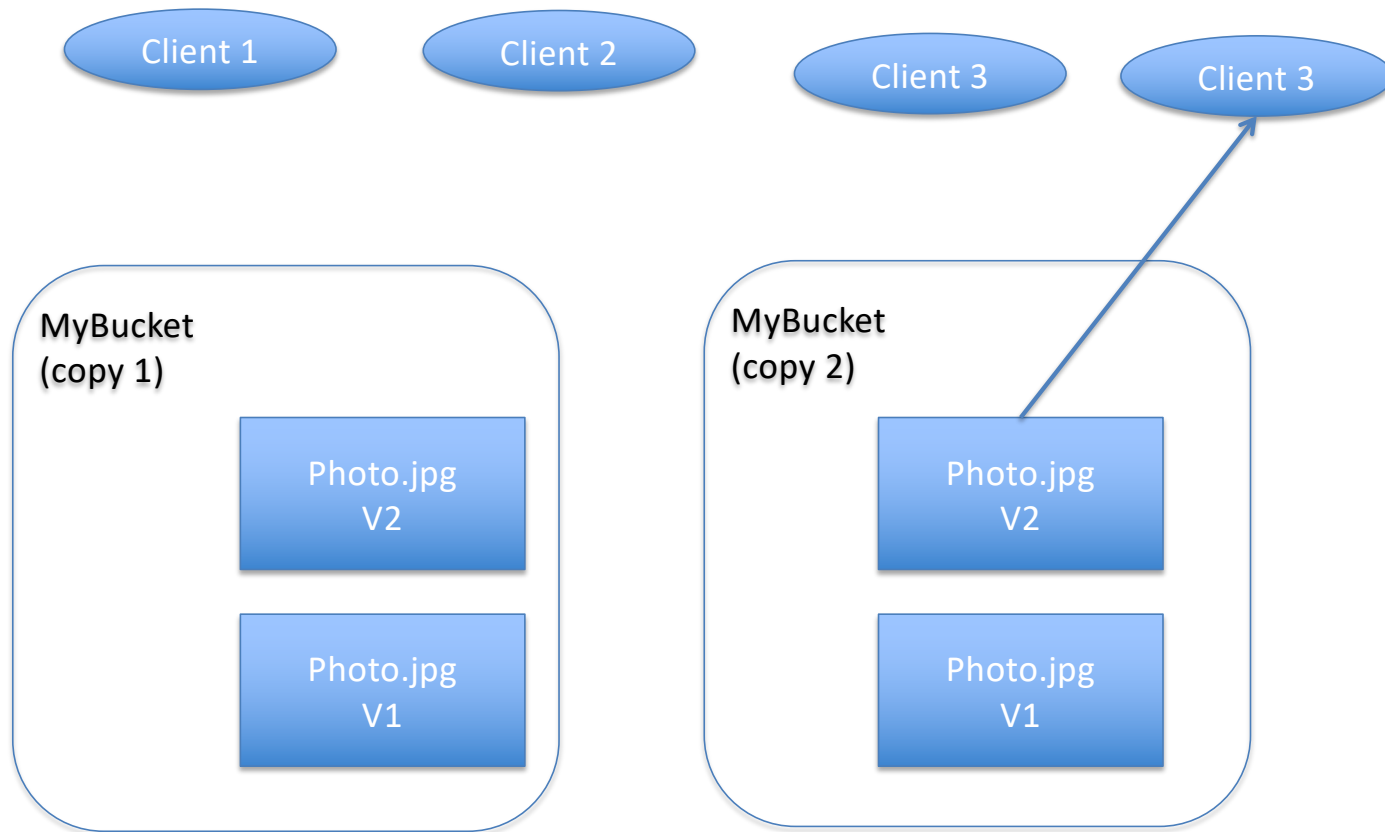 Client 1
Client 2
Client 3
Client 3
MyBucket
(copy 1)
Photo.jpg
V2
Photo.jpg
V1
MyBucket
(copy 2)
Photo.jpg
V2
Photo.jpg
V1